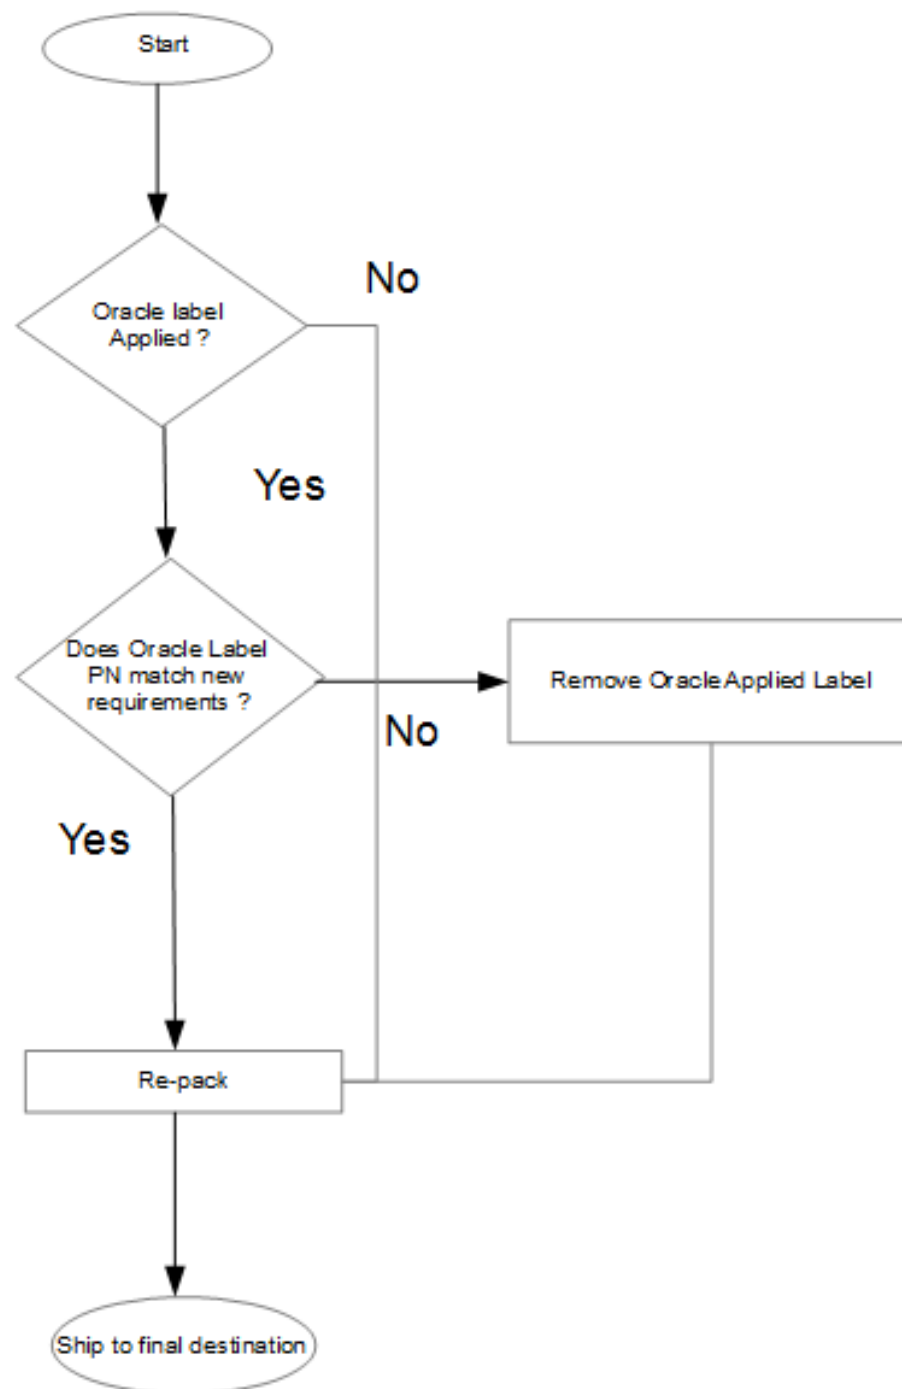 Start
No
Oracle label
Applied ?
Yes
Does Oracle Label
PN match new
requirements ?
Remove Oracle Applied Label
No
Yes
Re-pack
Ship to final destination